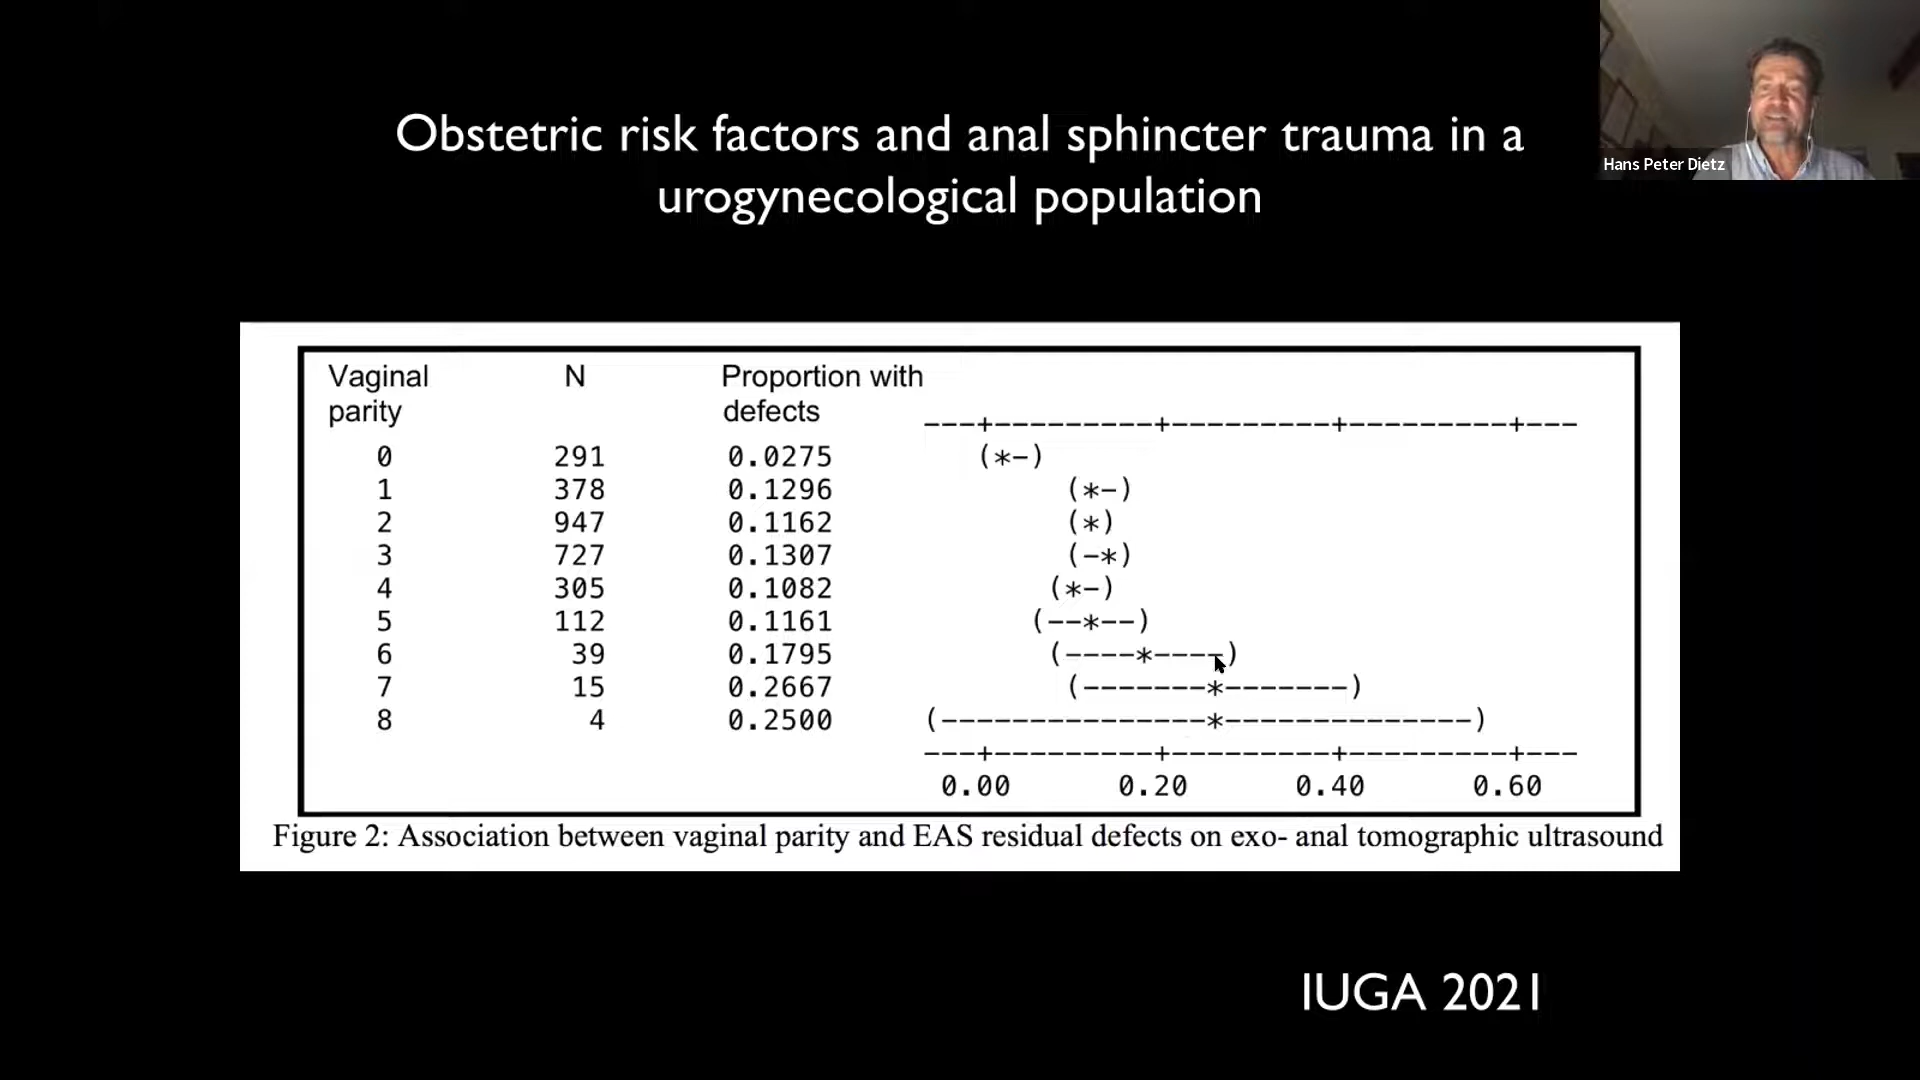 Obstetric risk factors and anal sphincter trauma in a
urogynecological population
Hans Peter Dietz
Vaginal parity N Proportion with defects
---+---------+---------+---------+---
0 291 0.0275 (*-)
1 378 0.1296 (*-)
2 947 0.1162 (*)
3 727 0.1307 (-*)
4 305 0.1082 (*-)
5 112 0.1161 (--*--)
6 39 0.1795 (----*----)
7 15 0.2667 (-------*-------)
8 4 0.2500 (---------------*--------------)
---+---------+---------+---------+---
0.00 0.20 0.40 0.60
Figure 2: Association between vaginal parity and EAS residual defects on exo- anal tomographic ultrasound
IUGA 2021